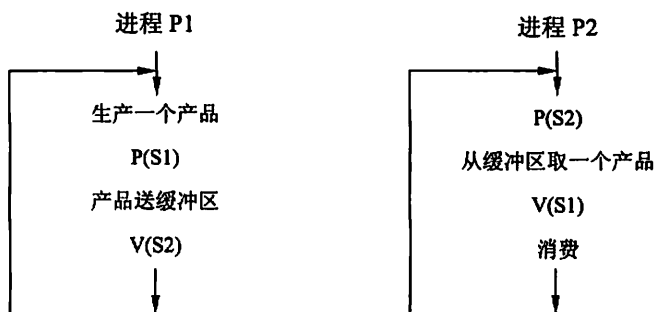 进程 P1
生产一个产品
P(S1)
产品送缓冲区
V(S2)
进程 P2
P(S2)
从缓冲区取一个产品
V(S1)
消费